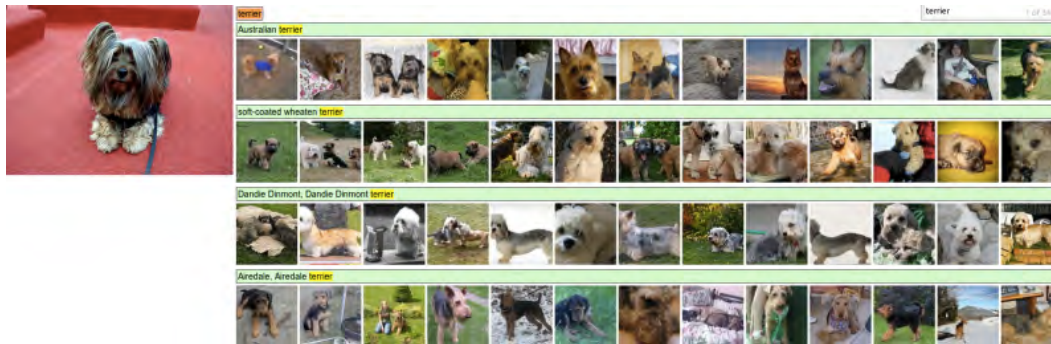 terrier
terrier
Australian terrier
soft-coated wheaten terrier
Dandie Dinmont, Dandie Dinmont terrier
Airedale, Airedale terrier